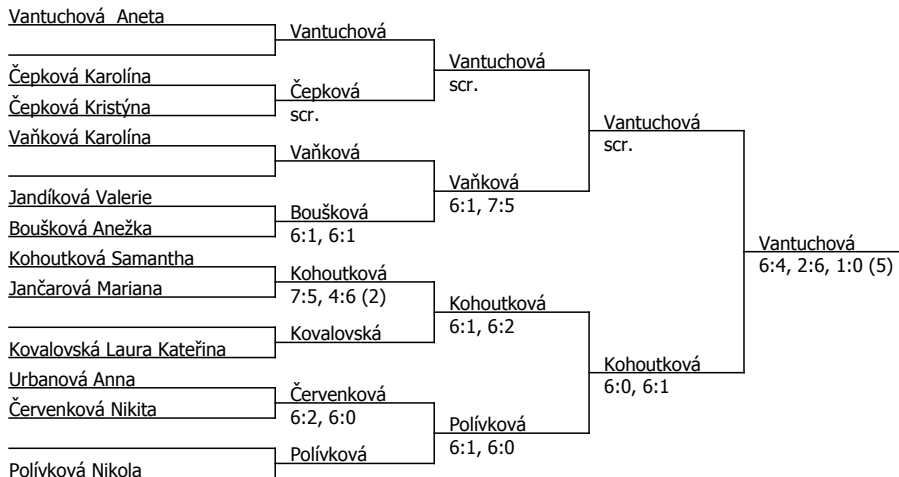 Vantuchová Aneta
Čepková Karolína
Čepková Kristýna
Vaňková Karolína
Jandíková Valerie
Boušková Anežka
Kohoutková Samantha
Jančarová Mariana
Kovalovská Laura Kateřina
Urbanová Anna
Červenková Nikita
Polívková Nikola
Vantuchová
Čepková
scr.
Vaňková
Boušková
6:1, 6:1
Kohoutková
7:5, 4:6 (2)
Kovalovská
Červenková
6:2, 6:0
Polívková
Vantuchová
scr.
Vaňková
6:1, 7:5
Kohoutková
6:1, 6:2
Polívková
6:1, 6:0
Vantuchová
scr.
Kohoutková
6:0, 6:1
Vantuchová
6:4, 2:6, 1:0 (5)